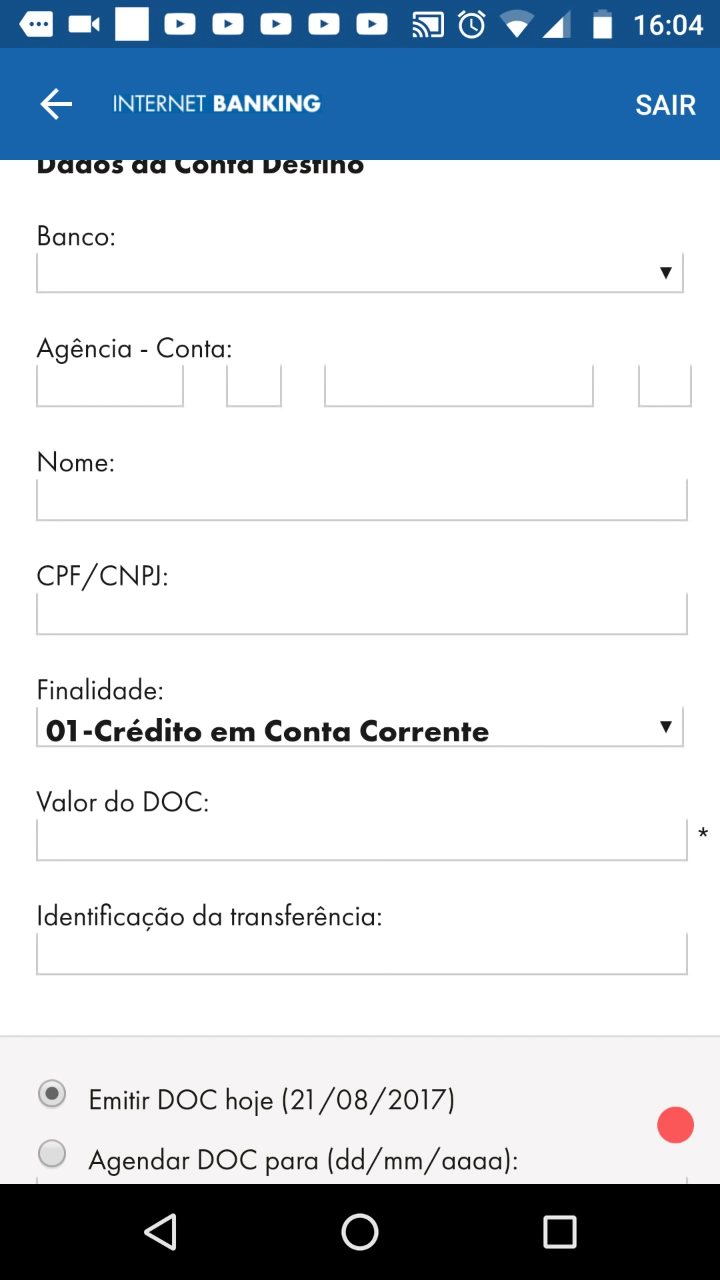 16:04
INTERNET BANKING
SAIR
Dados da Conta Destino
Banco:
Agência - Conta:
Nome:
CPF/CNPJ:
Finalidade:
01-Crédito em Conta Corrente
Valor do DOC:
*
Identificação da transferência:
Emitir DOC hoje (21/08/2017)
Agendar DOC para (dd/mm/aaaa):